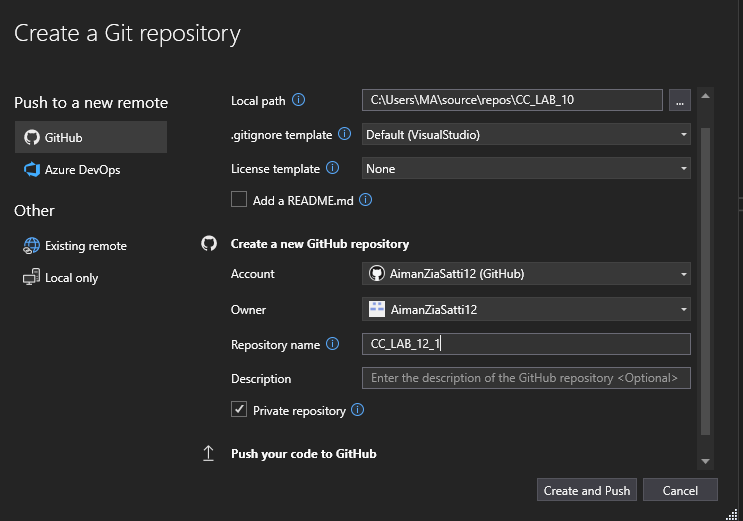 Create a Git repository
Push to a new remote
GitHub
Azure DevOps
Other
Existing remote
Local only
Local path
C:\Users\MA\source\repos\CC_LAB_10
...
.gitignore template
Default (VisualStudio)
License template
None
Add a README.md
Create a new GitHub repository
Account
AimanZiaSatti12 (GitHub)
Owner
AimanZiaSatti12
Repository name
CC_LAB_12_1
Description
Enter the description of the GitHub repository <Optional>
Private repository
Push your code to GitHub
Create and Push
Cancel